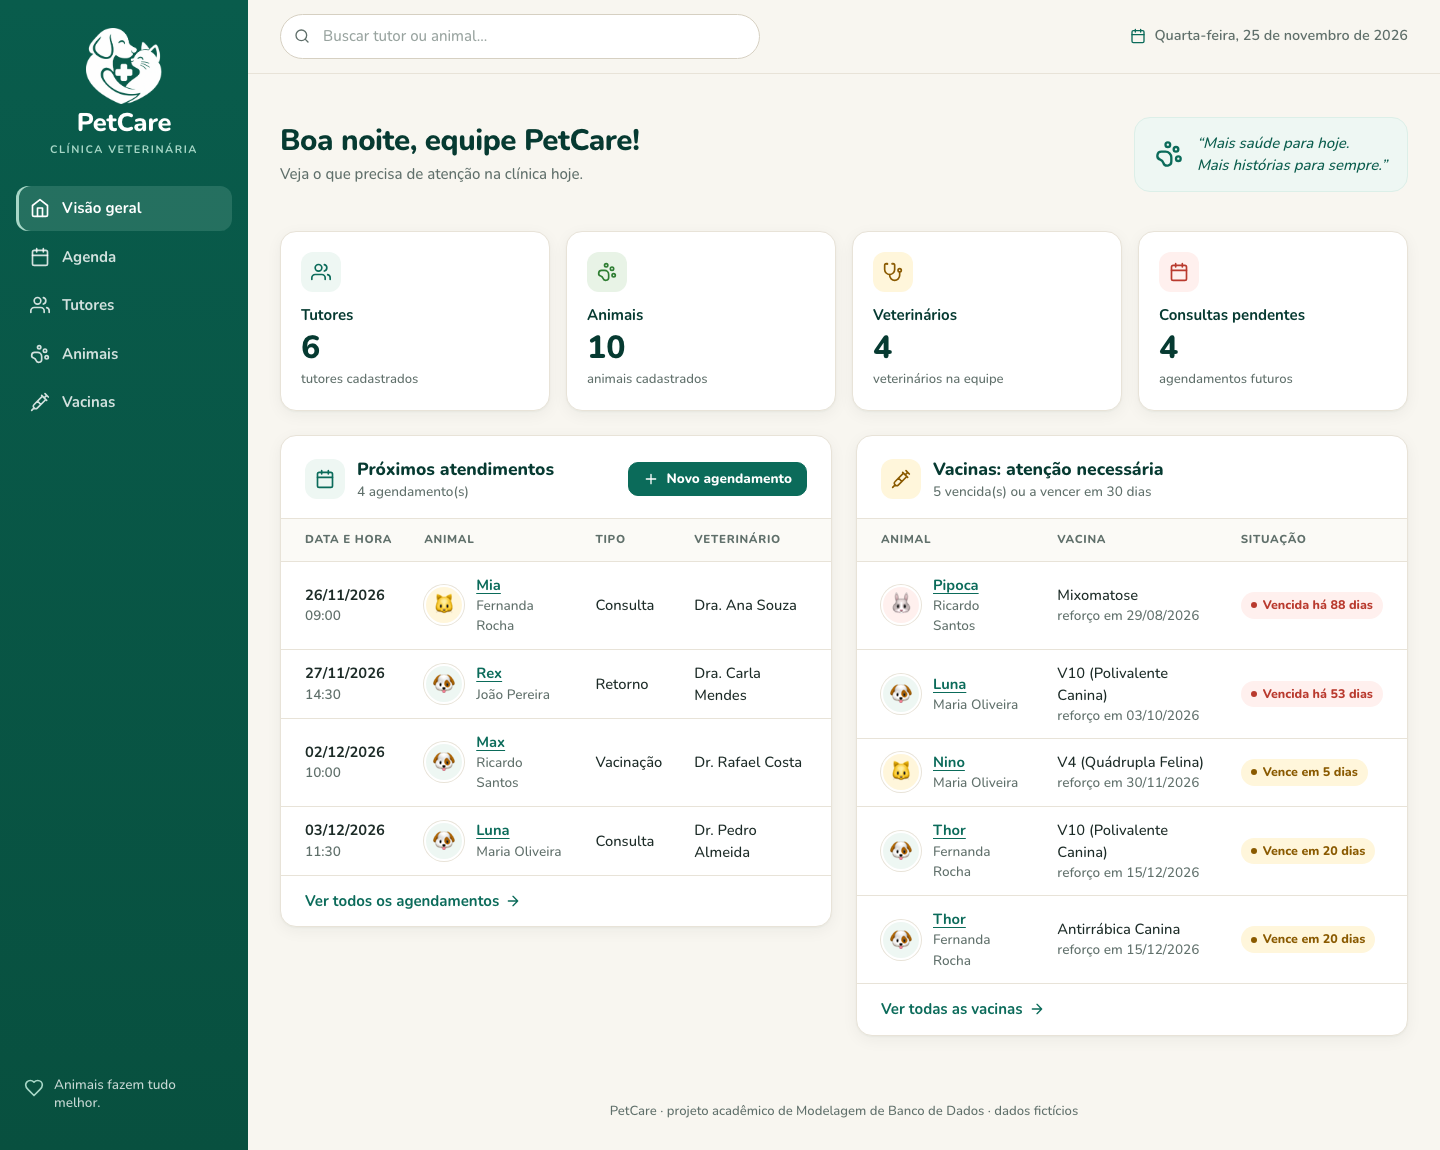 PetCare
CLÍNICA VETERINÁRIA
Visão geral
Agenda
Tutores
Animais
Vacinas
Animais fazem tudo
melhor.
Buscar tutor ou animal...
Quarta-feira, 25 de novembro de 2026
Boa noite, equipe PetCare!
Veja o que precisa de atenção na clínica hoje.
“Mais saúde para hoje.
Mais histórias para sempre.”
Tutores
6
tutores cadastrados
Animais
10
animais cadastrados
Veterinários
4
veterinários na equipe
Consultas pendentes
4
agendamentos futuros
Próximos atendimentos
4 agendamento(s)
Novo agendamento
DATA E HORA ANIMAL TIPO VETERINÁRIO
26/11/2026
09:00
Mia
Fernanda
Rocha
Consulta
Dra. Ana Souza
27/11/2026
14:30
Rex
João Pereira
Retorno
Dra. Carla
Mendes
02/12/2026
10:00
Max
Ricardo
Santos
Vacinação
Dr. Rafael Costa
03/12/2026
11:30
Luna
Maria Oliveira
Consulta
Dr. Pedro
Almeida
Ver todos os agendamentos
Vacinas: atenção necessária
5 vencida(s) ou a vencer em 30 dias
ANIMAL VACINA SITUAÇÃO
Pipoca
Ricardo
Santos
Mixomatose
reforço em 29/08/2026
Vencida há 88 dias
Luna
Maria Oliveira
V10 (Polivalente
Canina)
reforço em 03/10/2026
Vencida há 53 dias
Nino
Maria Oliveira
V4 (Quádrupla Felina)
reforço em 30/11/2026
Vence em 5 dias
Thor
Fernanda
Rocha
V10 (Polivalente
Canina)
reforço em 15/12/2026
Vence em 20 dias
Thor
Fernanda
Rocha
Antirrábica Canina
reforço em 15/12/2026
Vence em 20 dias
Ver todas as vacinas
PetCare · projeto acadêmico de Modelagem de Banco de Dados · dados fictícios